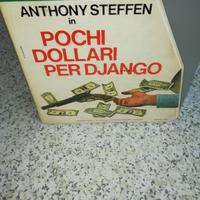 ANTHONY STEFFEN
in
POCHI
DOLLARI
PER DJANGO